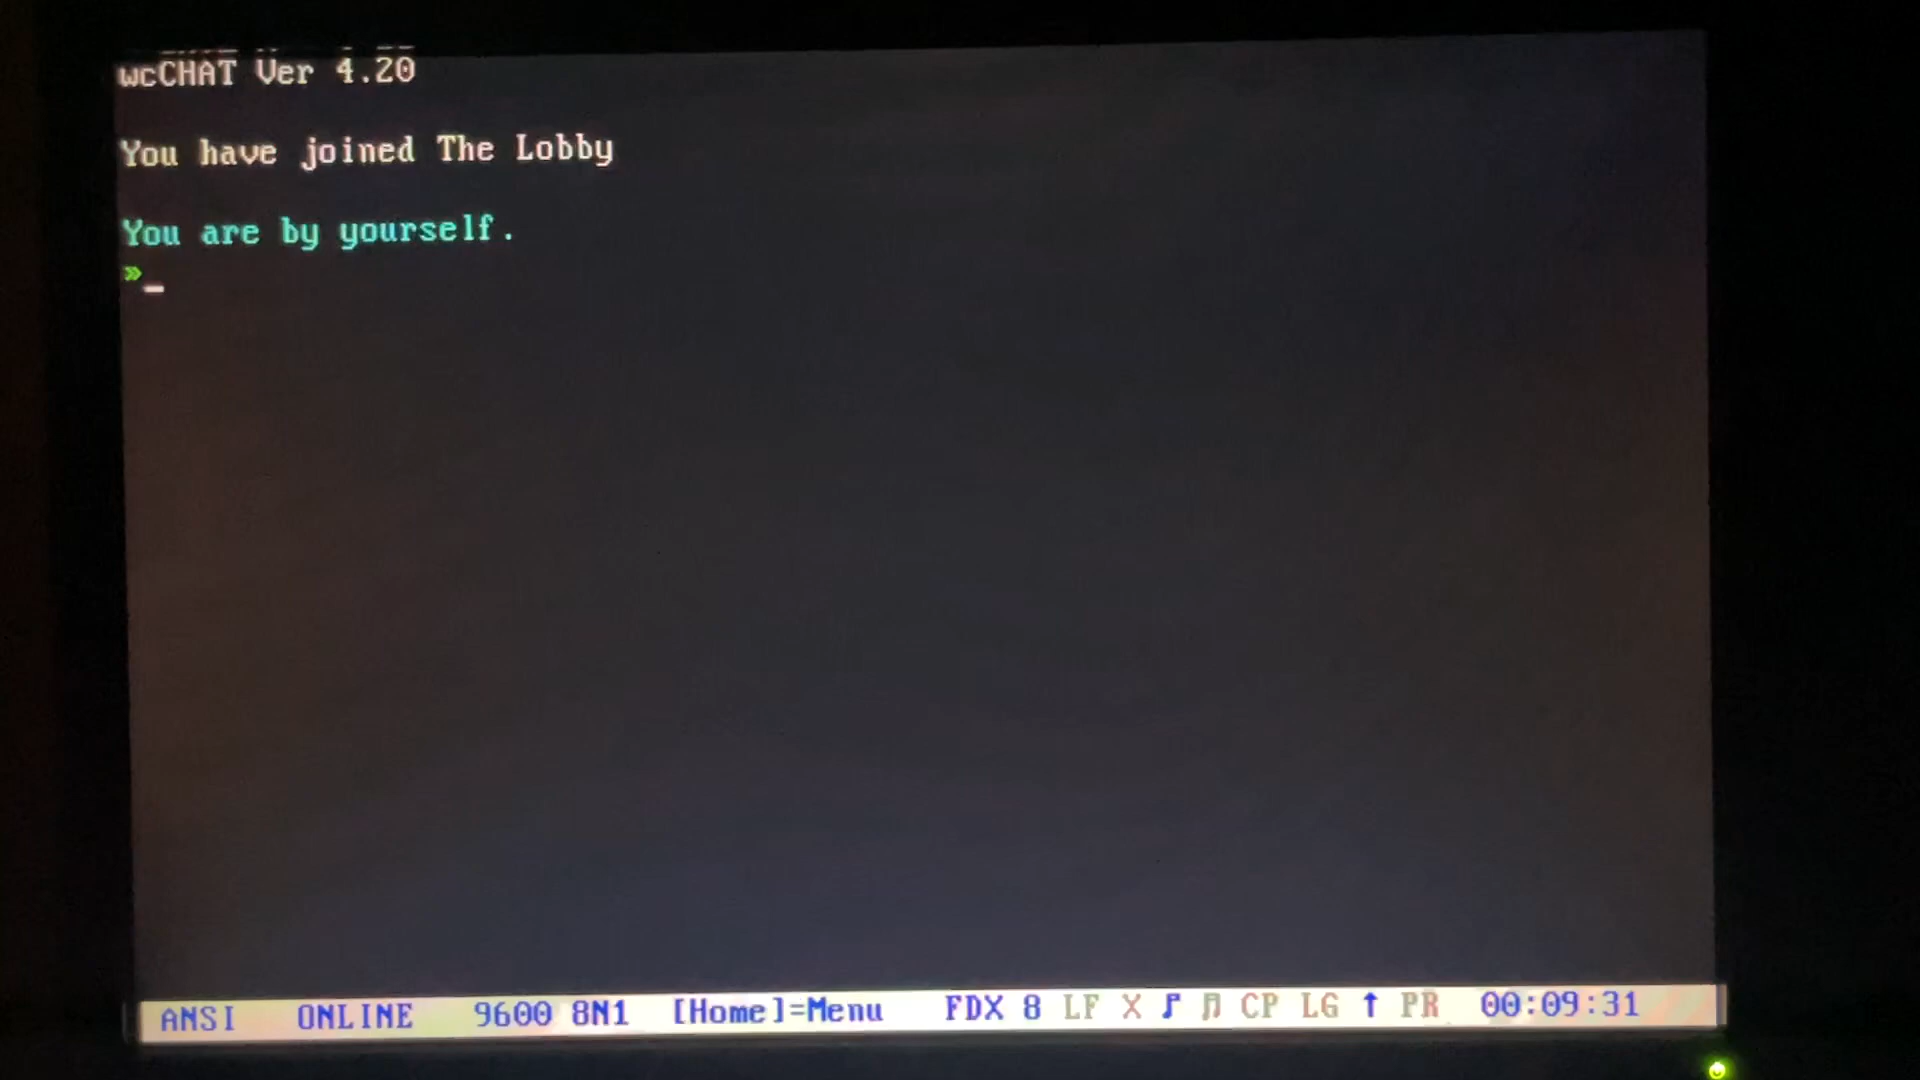 wcCHAT Ver 4.20
You have joined The Lobby
You are by yourself.
»_
ANSI ONLINE 9600 8N1 [Home]=Menu FDX 8 LF X ♪ ♫ CP LG ↑ PR 00:09:31